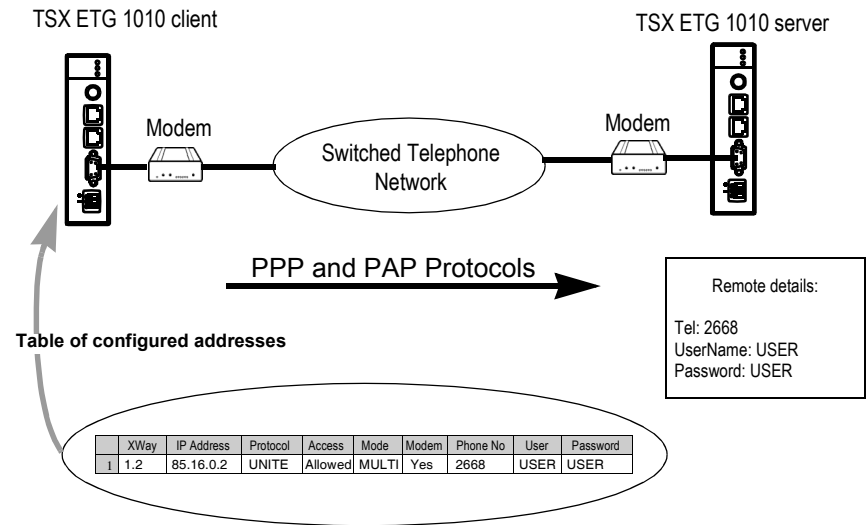 TSX ETG 1010 client
TSX ETG 1010 server
Modem
Modem
Switched Telephone
Network
PPP and PAP Protocols
Remote details:
Tel: 2668
UserName: USER
Password: USER
Table of configured addresses
XWay IP Address Protocol Access Mode Modem Phone No User Password
1 1.2 85.16.0.2 UNITE Allowed MULTI Yes 2668 USER USER